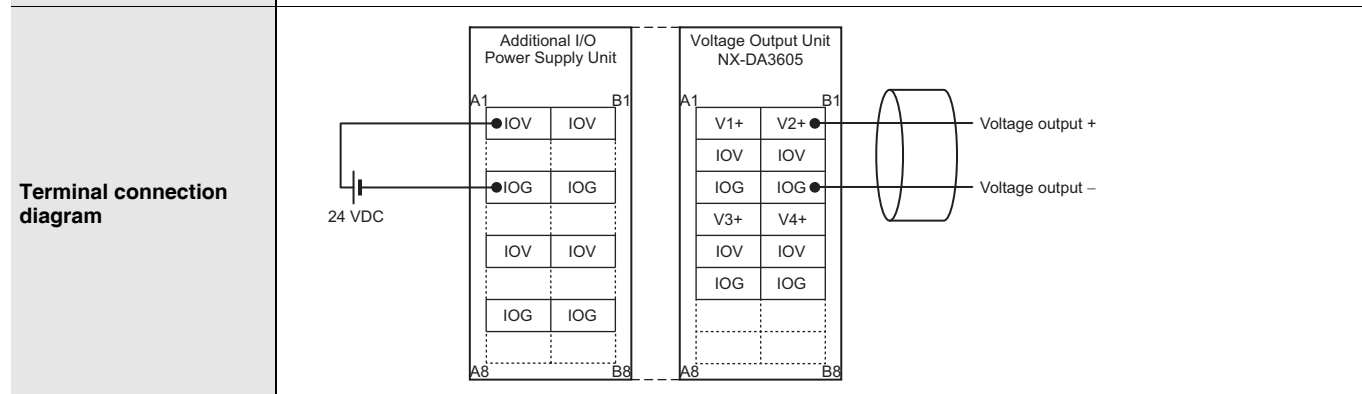 Terminal connection
diagram
24 VDC
Additional I/O
Power Supply Unit
A1 B1
IOV IOV
IOG IOG
IOV IOV
IOG IOG
A8 B8
Voltage Output Unit
NX-DA3605
A1 B1
V1+ V2+
IOV IOV
IOG IOG
V3+ V4+
IOV IOV
IOG IOG
A8 B8
Voltage output +
Voltage output –